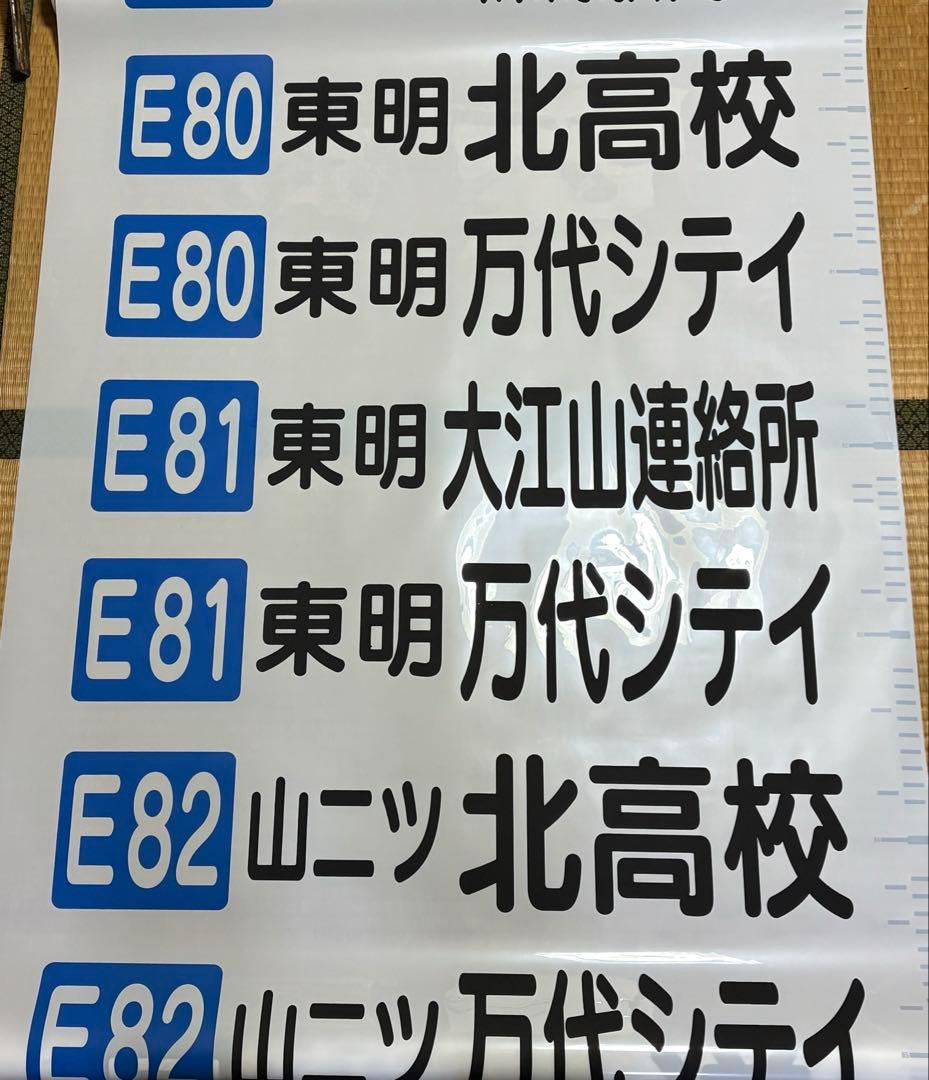 E80 東明 北高校
E80 東明 万代シテイ
E81 東明 大江山連絡所
E81 東明 万代シテイ
E82 山二ツ 北高校
E82 山二ツ 万代シテイ